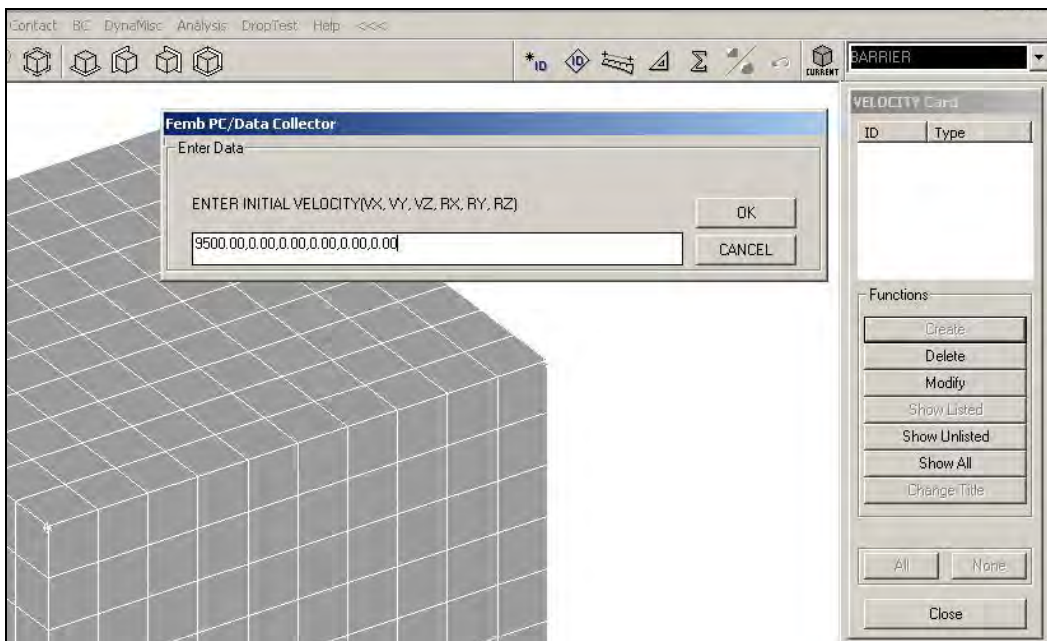 Contact BC DynaMisc Analysis DropTest Help <<<
*ID ID Σ CURRENT BARRIER
VELOCITY Card
ID Type
Femb PC/Data Collector
Enter Data
ENTER INITIAL VELOCITY(VX, VY, VZ, RX, RY, RZ)
9500.00,0.00,0.00,0.00,0.00,0.00
OK
CANCEL
Functions
Create
Delete
Modify
Show Listed
Show Unlisted
Show All
Change Title
All None
Close